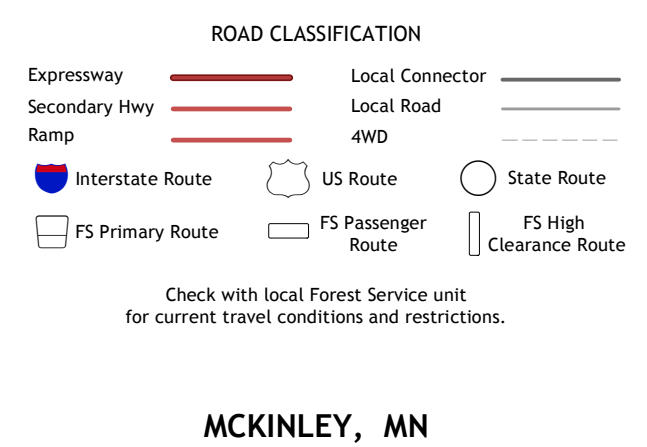 ROAD CLASSIFICATION
Expressway
Local Connector
Secondary Hwy
Local Road
Ramp
4WD
Interstate Route
US Route
State Route
FS Primary Route
FS Passenger
Route
FS High
Clearance Route
Check with local Forest Service unit
for current travel conditions and restrictions.
MCKINLEY, MN